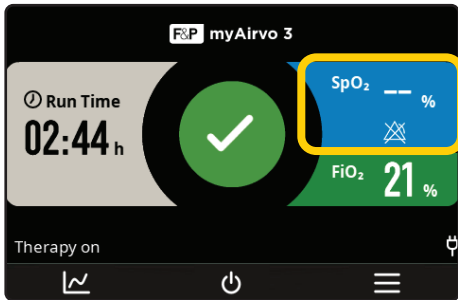 F&P myAirvo 3
Run Time
02:44 h
SpO₂ -- %
FiO₂ 21 %
Therapy on